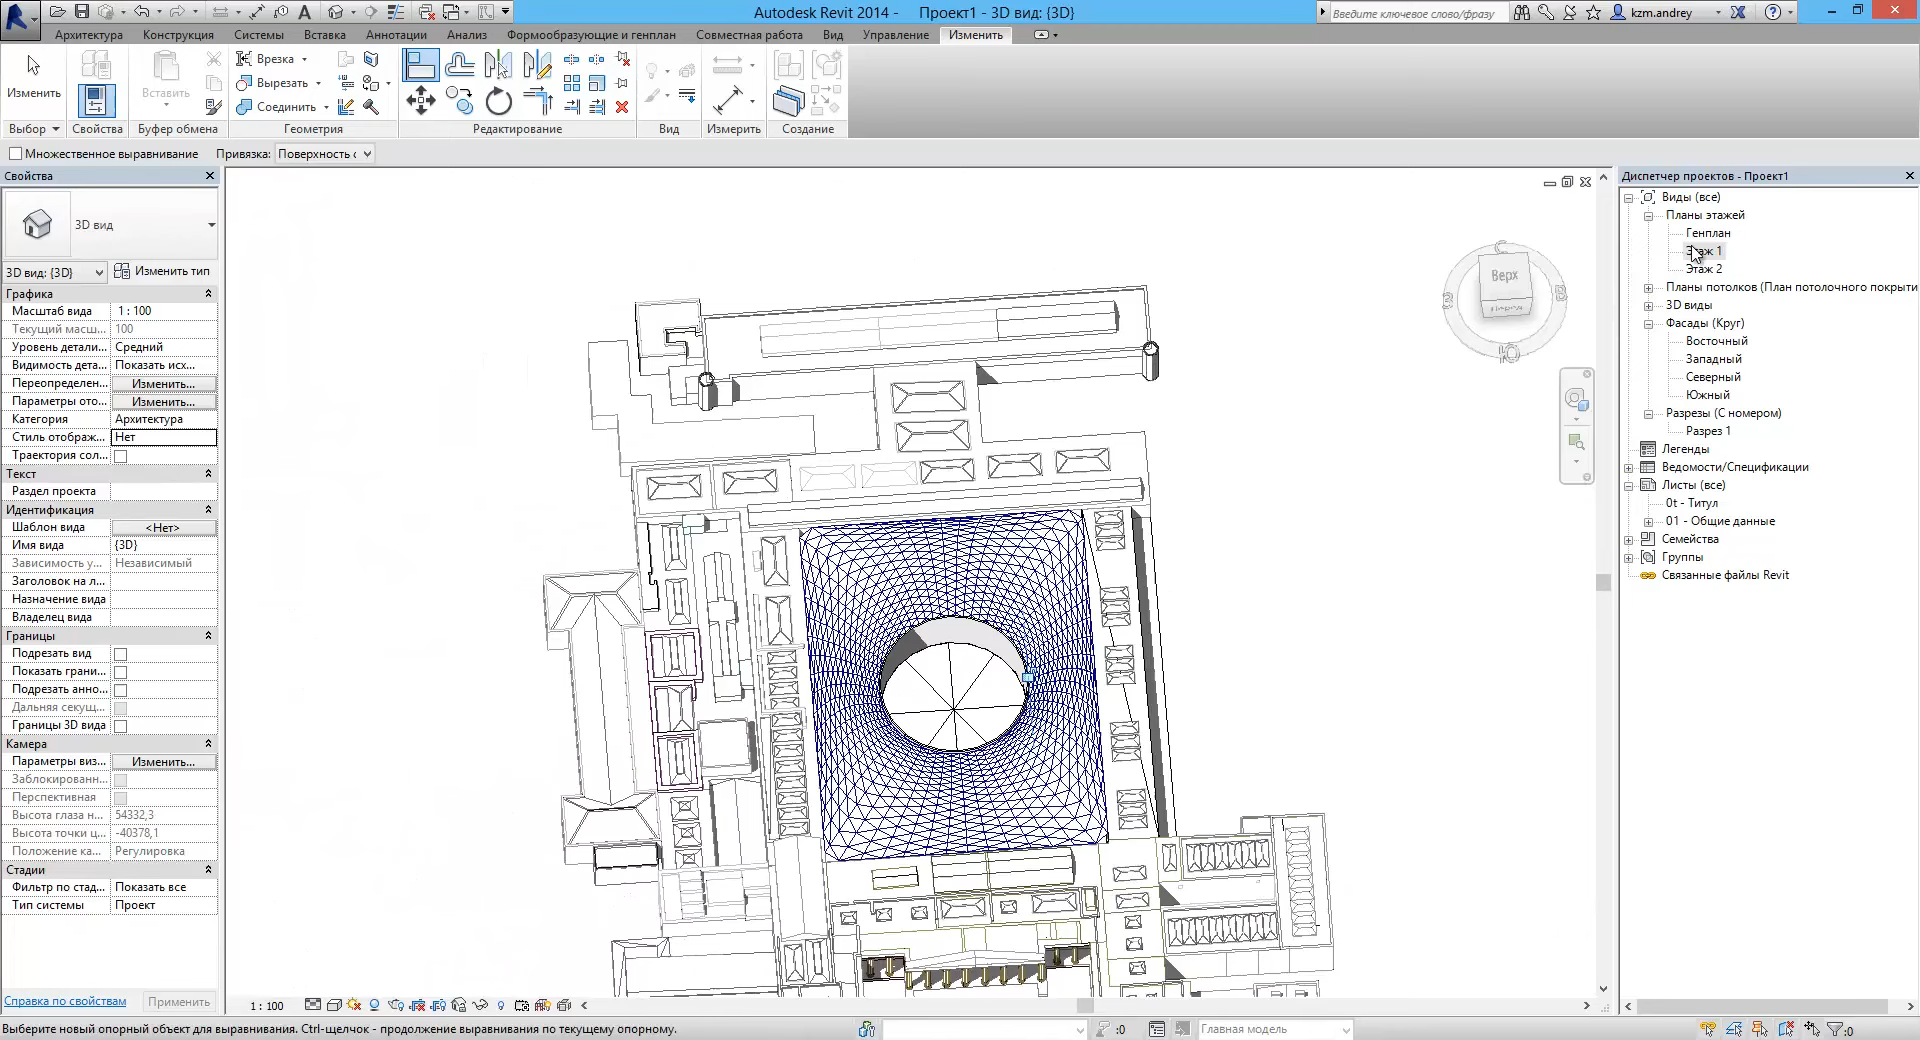 Autodesk Revit 2014 - Проект1 - 3D вид: {3D}
Введите ключевое слово/фразу
kzm.andrey
Архитектура
Конструкция
Системы
Вставка
Аннотации
Анализ
Формообразующие и генплан
Совместная работа
Вид
Управление
Изменить
Изменить
Вставить
Врезка
Вырезать
Соединить
Выбор
Свойства
Буфер обмена
Геометрия
Редактирование
Вид
Измерить
Создание
Множественное выравнивание
Привязка:
Поверхность с
Свойства
3D вид
3D вид: {3D}
Изменить тип
Графика
Масштаб вида 1 : 100
Текущий масш... 100
Уровень детали... Средний
Видимость дета... Показать исх...
Переопределен... Изменить...
Параметры ото... Изменить...
Категория Архитектура
Стиль отображ... Нет
Траектория сол...
Текст
Раздел проекта
Идентификация
Шаблон вида <Нет>
Имя вида {3D}
Зависимость у... Независимый
Заголовок на л...
Назначение вида
Владелец вида
Границы
Подрезать вид
Показать грани...
Подрезать анно...
Дальняя секущ...
Границы 3D вида
Камера
Параметры виз... Изменить...
Заблокированн...
Перспективная
Высота глаза н... 54332,3
Высота точки ц... -40378,1
Положение ка... Регулировка
Стадии
Фильтр по стад... Показать все
Тип системы Проект
Справка по свойствам
Применить
Верх
С
В
Ю
1 : 100
Диспетчер проектов - Проект1
Виды (все)
Планы этажей
Генплан
Этаж 1
Этаж 2
Планы потолков (План потолочного покрыти
3D виды
Фасады (Круг)
Восточный
Западный
Северный
Южный
Разрезы (С номером)
Разрез 1
Легенды
Ведомости/Спецификации
Листы (все)
0t - Титул
01 - Общие данные
Семейства
Группы
Связанные файлы Revit
Выберите новый опорный объект для выравнивания. Ctrl-щелчок - продолжение выравнивания по текущему опорному.
:0
Главная модель
:0